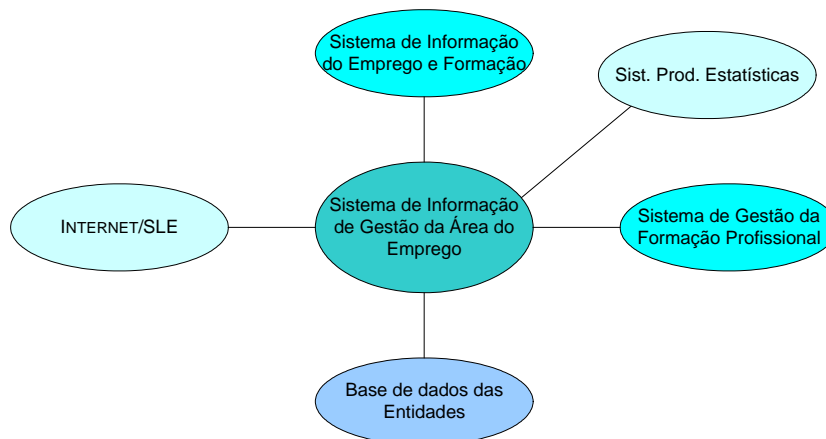 Sistema de Informação
do Emprego e Formação
Sist. Prod. Estatísticas
Sistema de Informação
de Gestão da Área do
Emprego
INTERNET/SLE
Sistema de Gestão da
Formação Profissional
Base de dados das
Entidades